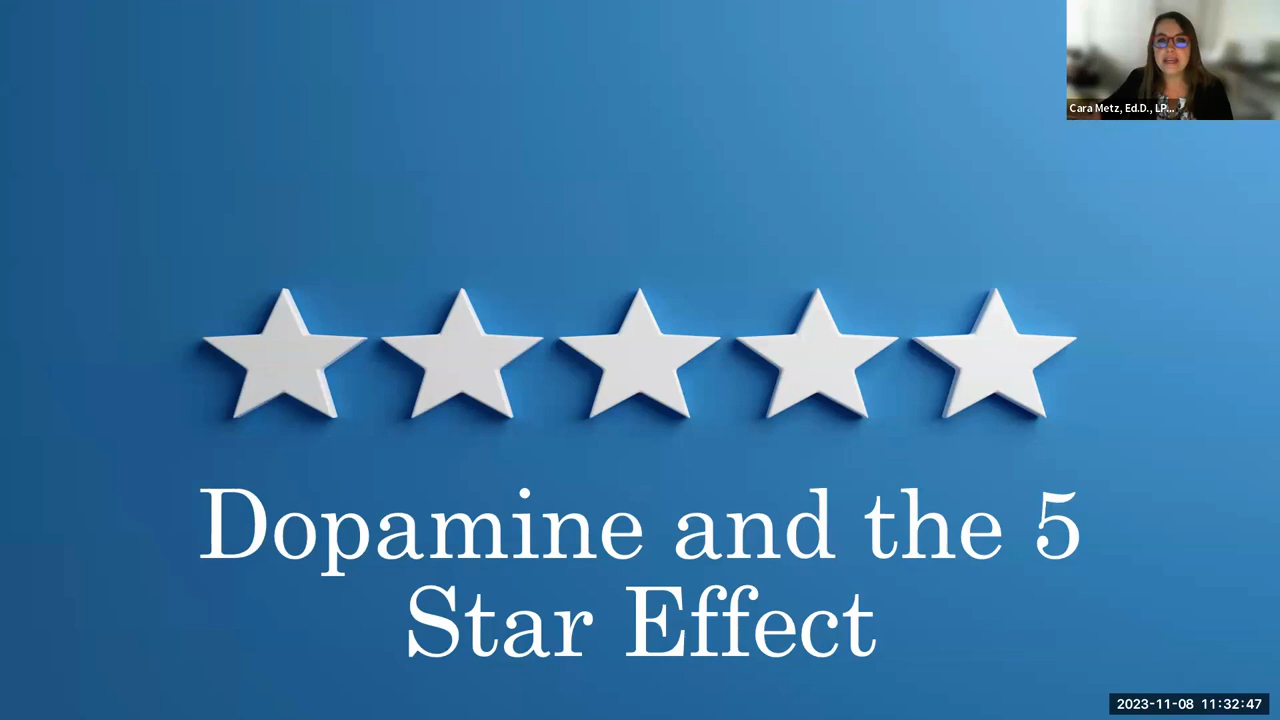 Cara Metz, Ed.D., LP...
Dopamine and the 5
Star Effect
2023-11-08 11:32:47